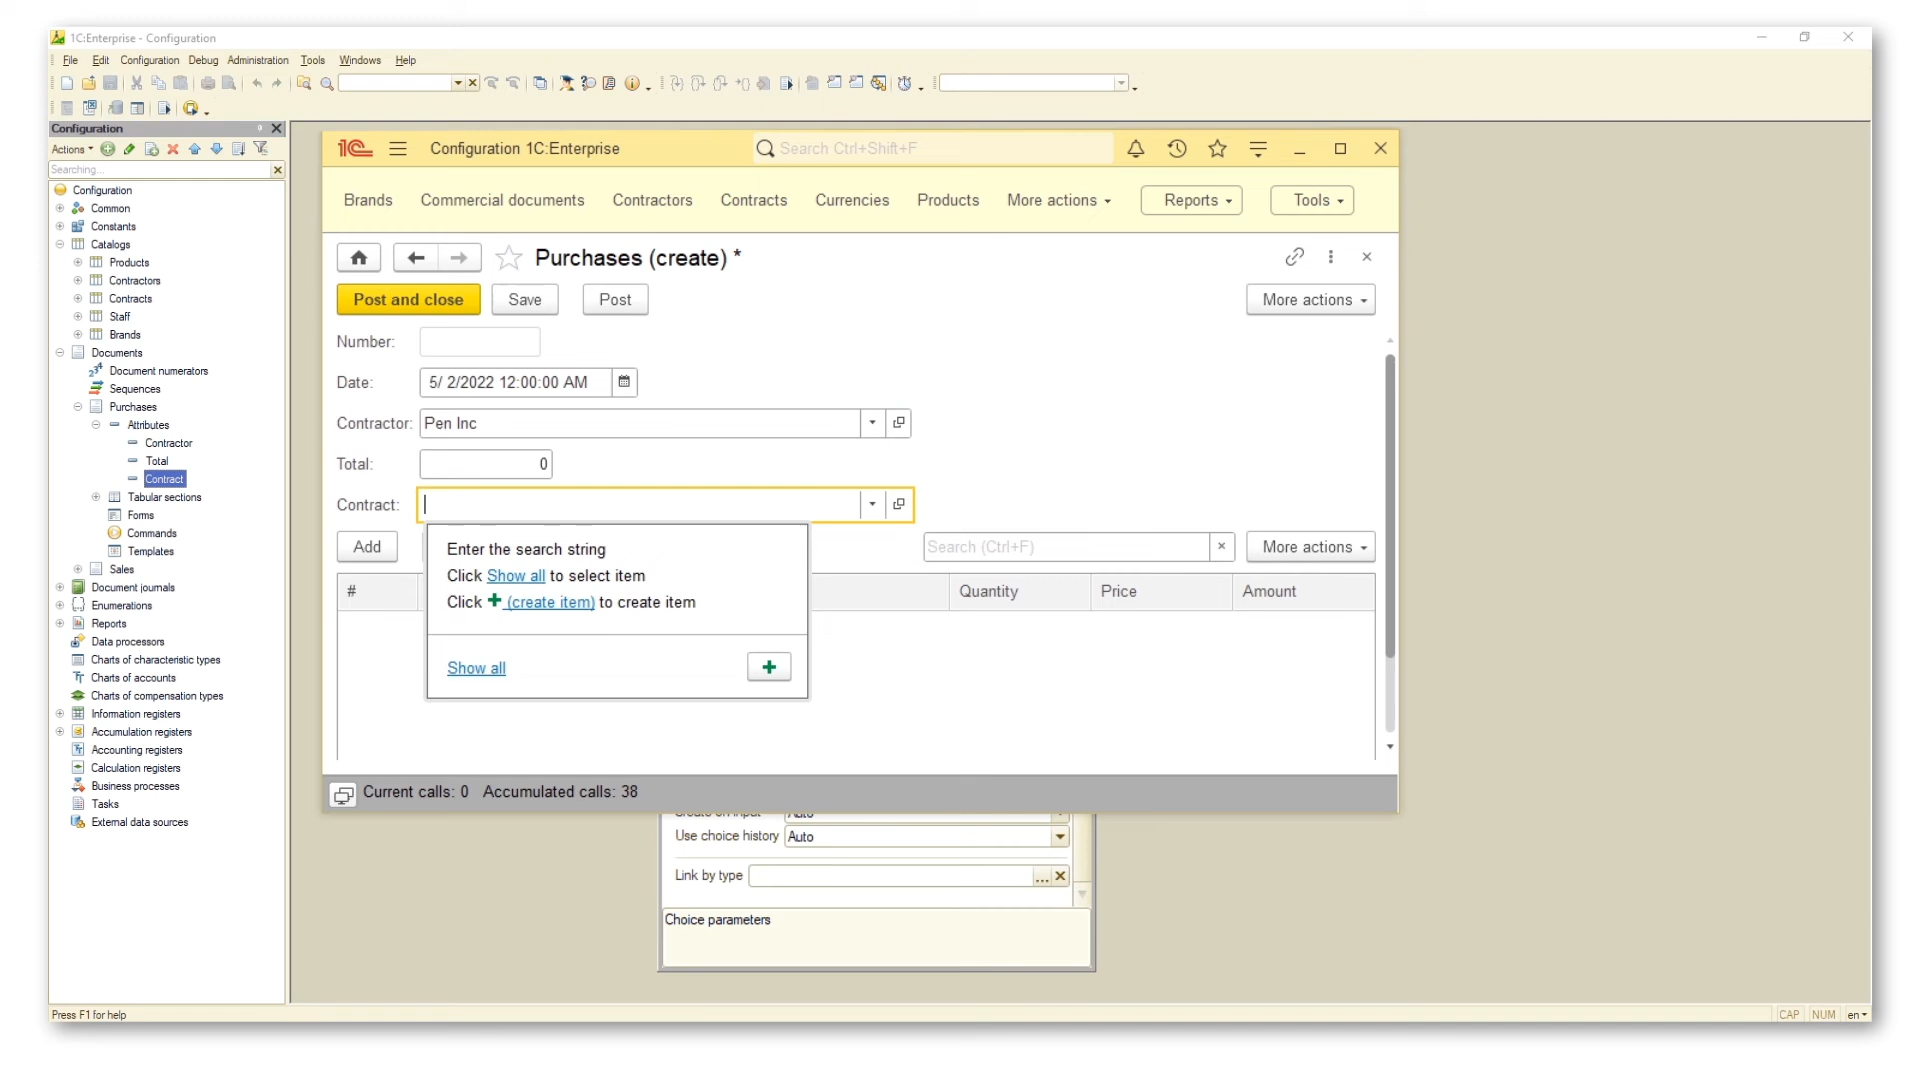 1C:Enterprise - Configuration
File Edit Configuration Debug Administration Tools Windows Help
Configuration
Actions
Searching...
Configuration
Common
Constants
Catalogs
Products
Contractors
Contracts
Staff
Brands
Documents
Document numerators
Sequences
Purchases
Attributes
Contractor
Total
Contract
Tabular sections
Forms
Commands
Templates
Sales
Document journals
Enumerations
Reports
Data processors
Charts of characteristic types
Charts of accounts
Charts of compensation types
Information registers
Accumulation registers
Accounting registers
Calculation registers
Business processes
Tasks
External data sources
Configuration 1C:Enterprise
Search Ctrl+Shift+F
Brands Commercial documents Contractors Contracts Currencies Products More actions Reports Tools
Purchases (create) *
Post and close Save Post More actions
Number:
Date: 5/ 2/2022 12:00:00 AM
Contractor: Pen Inc
Total: 0
Contract:
Add Search (Ctrl+F) × More actions
Enter the search string
Click Show all to select item
Click + (create item) to create item
Show all
# Quantity Price Amount
Current calls: 0 Accumulated calls: 38
Use choice history Auto
Link by type ...
Choice parameters
Press F1 for help CAP NUM en